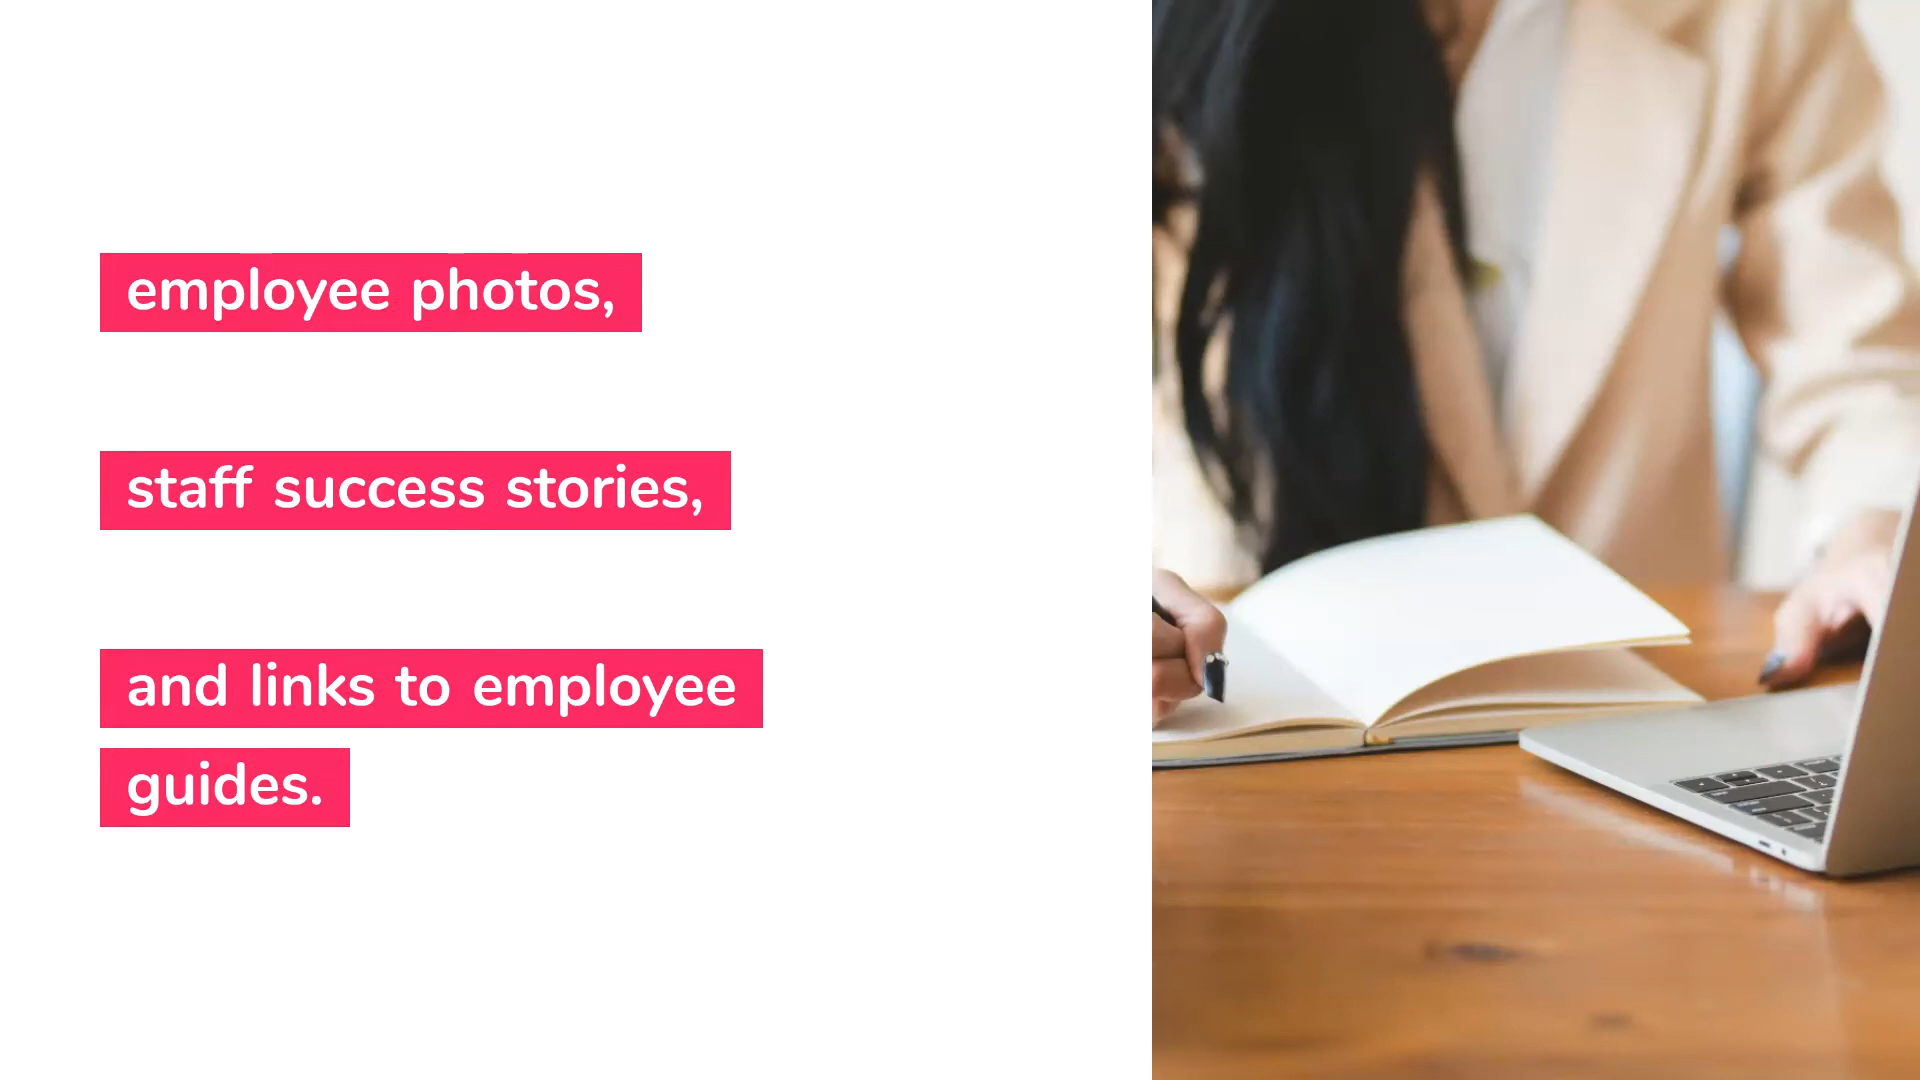 employee photos,
staff success stories,
and links to employee
guides.